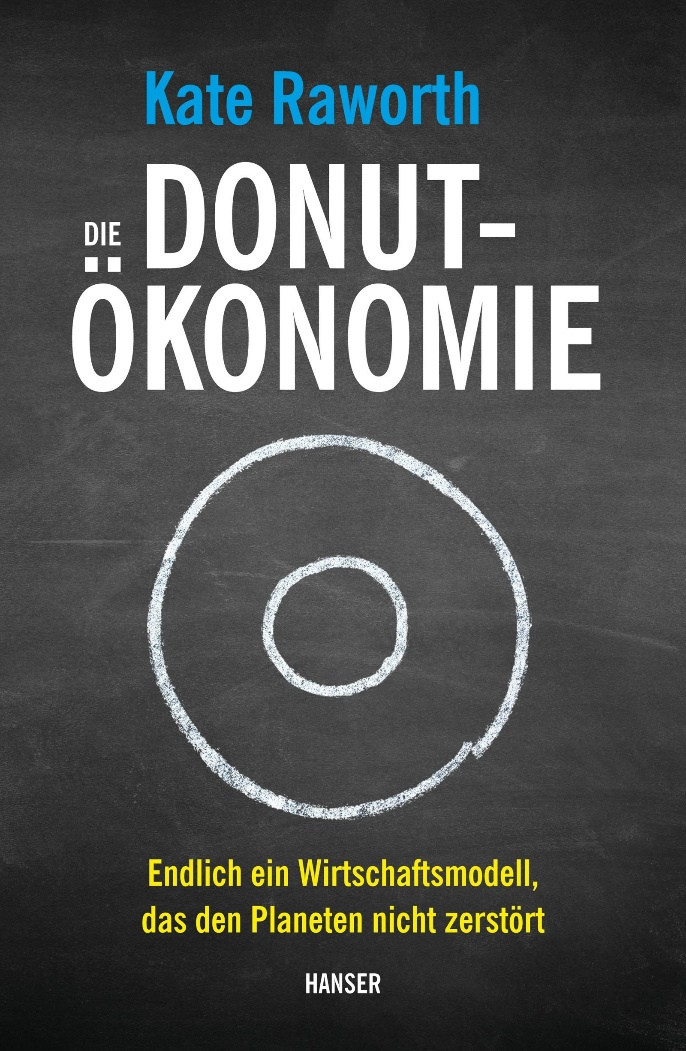 Kate Raworth
DIE DONUT-
ÖKONOMIE
Endlich ein Wirtschaftsmodell,
das den Planeten nicht zerstört
HANSER